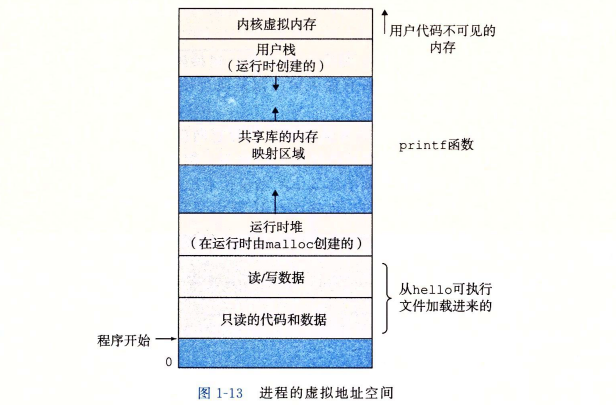 内核虚拟内存
用户代码不可见的
内存
用户栈
（运行时创建的）
共享库的内存
映射区域
printf函数
运行时堆
（在运行时由malloc创建的）
读/写数据
从hello可执行
文件加载进来的
只读的代码和数据
程序开始
0
图 1-13 进程的虚拟地址空间